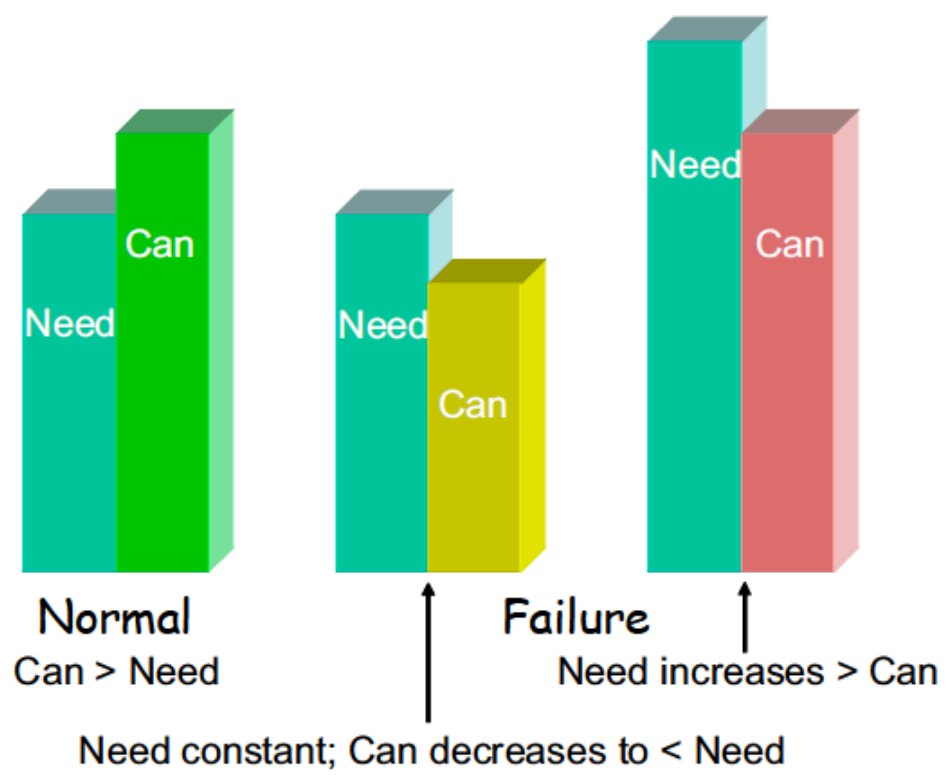 Need
Can
Need
Can
Need
Can
Normal
Can > Need
Failure
Need increases > Can
Need constant; Can decreases to < Need